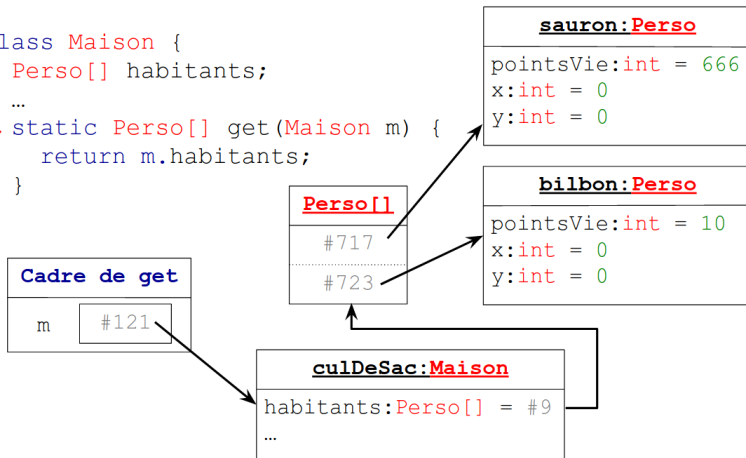 lass Maison {
Perso[] habitants;
…
static Perso[] get(Maison m) {
return m.habitants;
}
sauron:Perso
pointsVie:int = 666
x:int = 0
y:int = 0
Perso[]
#717
#723
bilbon:Perso
pointsVie:int = 10
x:int = 0
y:int = 0
Cadre de get
m #121
culDeSac:Maison
habitants:Perso[] = #9
…